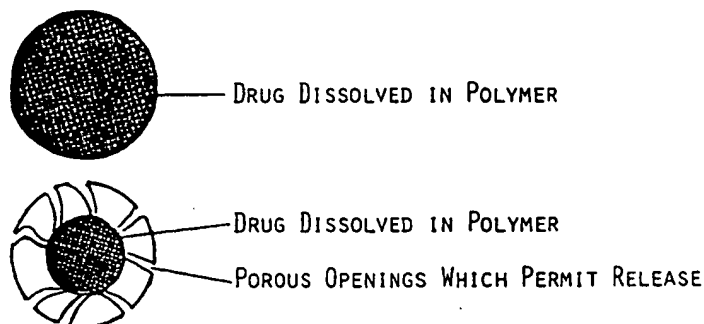 DRUG DISSOLVED IN POLYMER
DRUG DISSOLVED IN POLYMER
POROUS OPENINGS WHICH PERMIT RELEASE